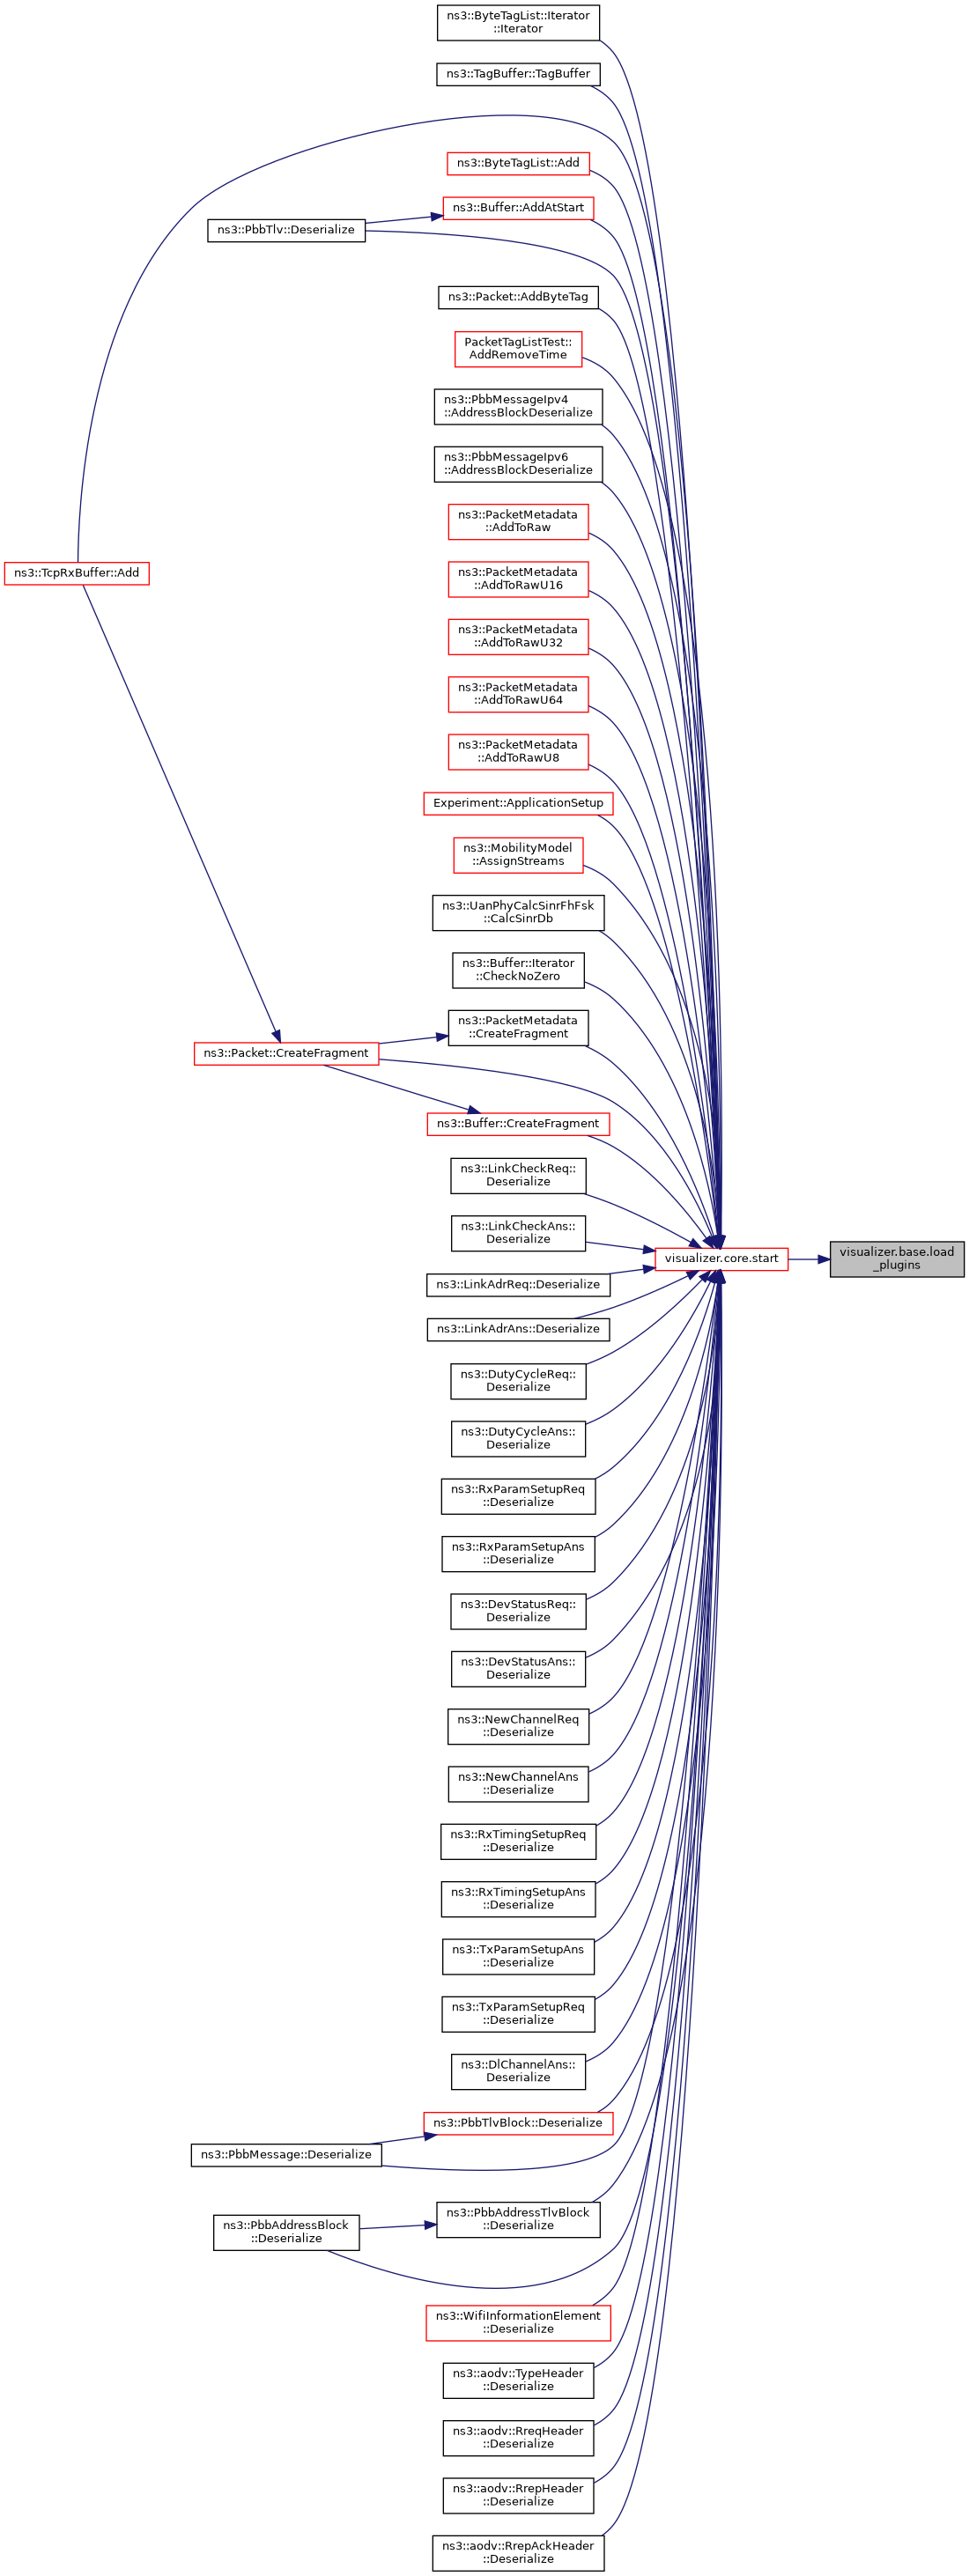 ns3::ByteTagList::Iterator
::Iterator
ns3::TagBuffer::TagBuffer
ns3::ByteTagList::Add
ns3::Buffer::AddAtStart
ns3::PbbTlv::Deserialize
ns3::Packet::AddByteTag
PacketTagListTest::
AddRemoveTime
ns3::PbbMessageIpv4
::AddressBlockDeserialize
ns3::PbbMessageIpv6
::AddressBlockDeserialize
ns3::PacketMetadata
::AddToRaw
ns3::TcpRxBuffer::Add
ns3::PacketMetadata
::AddToRawU16
ns3::PacketMetadata
::AddToRawU32
ns3::PacketMetadata
::AddToRawU64
ns3::PacketMetadata
::AddToRawU8
Experiment::ApplicationSetup
ns3::MobilityModel
::AssignStreams
ns3::UanPhyCalcSinrFhFsk
::CalcSinrDb
ns3::Buffer::Iterator
::CheckNoZero
ns3::PacketMetadata
::CreateFragment
ns3::Packet::CreateFragment
ns3::Buffer::CreateFragment
ns3::LinkCheckReq::
Deserialize
ns3::LinkCheckAns::
Deserialize
visualizer.core.start
visualizer.base.load
_plugins
ns3::LinkAdrReq::Deserialize
ns3::LinkAdrAns::Deserialize
ns3::DutyCycleReq::
Deserialize
ns3::DutyCycleAns::
Deserialize
ns3::RxParamSetupReq
::Deserialize
ns3::RxParamSetupAns
::Deserialize
ns3::DevStatusReq::
Deserialize
ns3::DevStatusAns::
Deserialize
ns3::NewChannelReq
::Deserialize
ns3::NewChannelAns
::Deserialize
ns3::RxTimingSetupReq
::Deserialize
ns3::RxTimingSetupAns
::Deserialize
ns3::TxParamSetupAns
::Deserialize
ns3::TxParamSetupReq
::Deserialize
ns3::DlChannelAns::
Deserialize
ns3::PbbTlvBlock::Deserialize
ns3::PbbMessage::Deserialize
ns3::PbbAddressTlvBlock
::Deserialize
ns3::PbbAddressBlock
::Deserialize
ns3::WifiInformationElement
::Deserialize
ns3::aodv::TypeHeader
::Deserialize
ns3::aodv::RreqHeader
::Deserialize
ns3::aodv::RrepHeader
::Deserialize
ns3::aodv::RrepAckHeader
::Deserialize